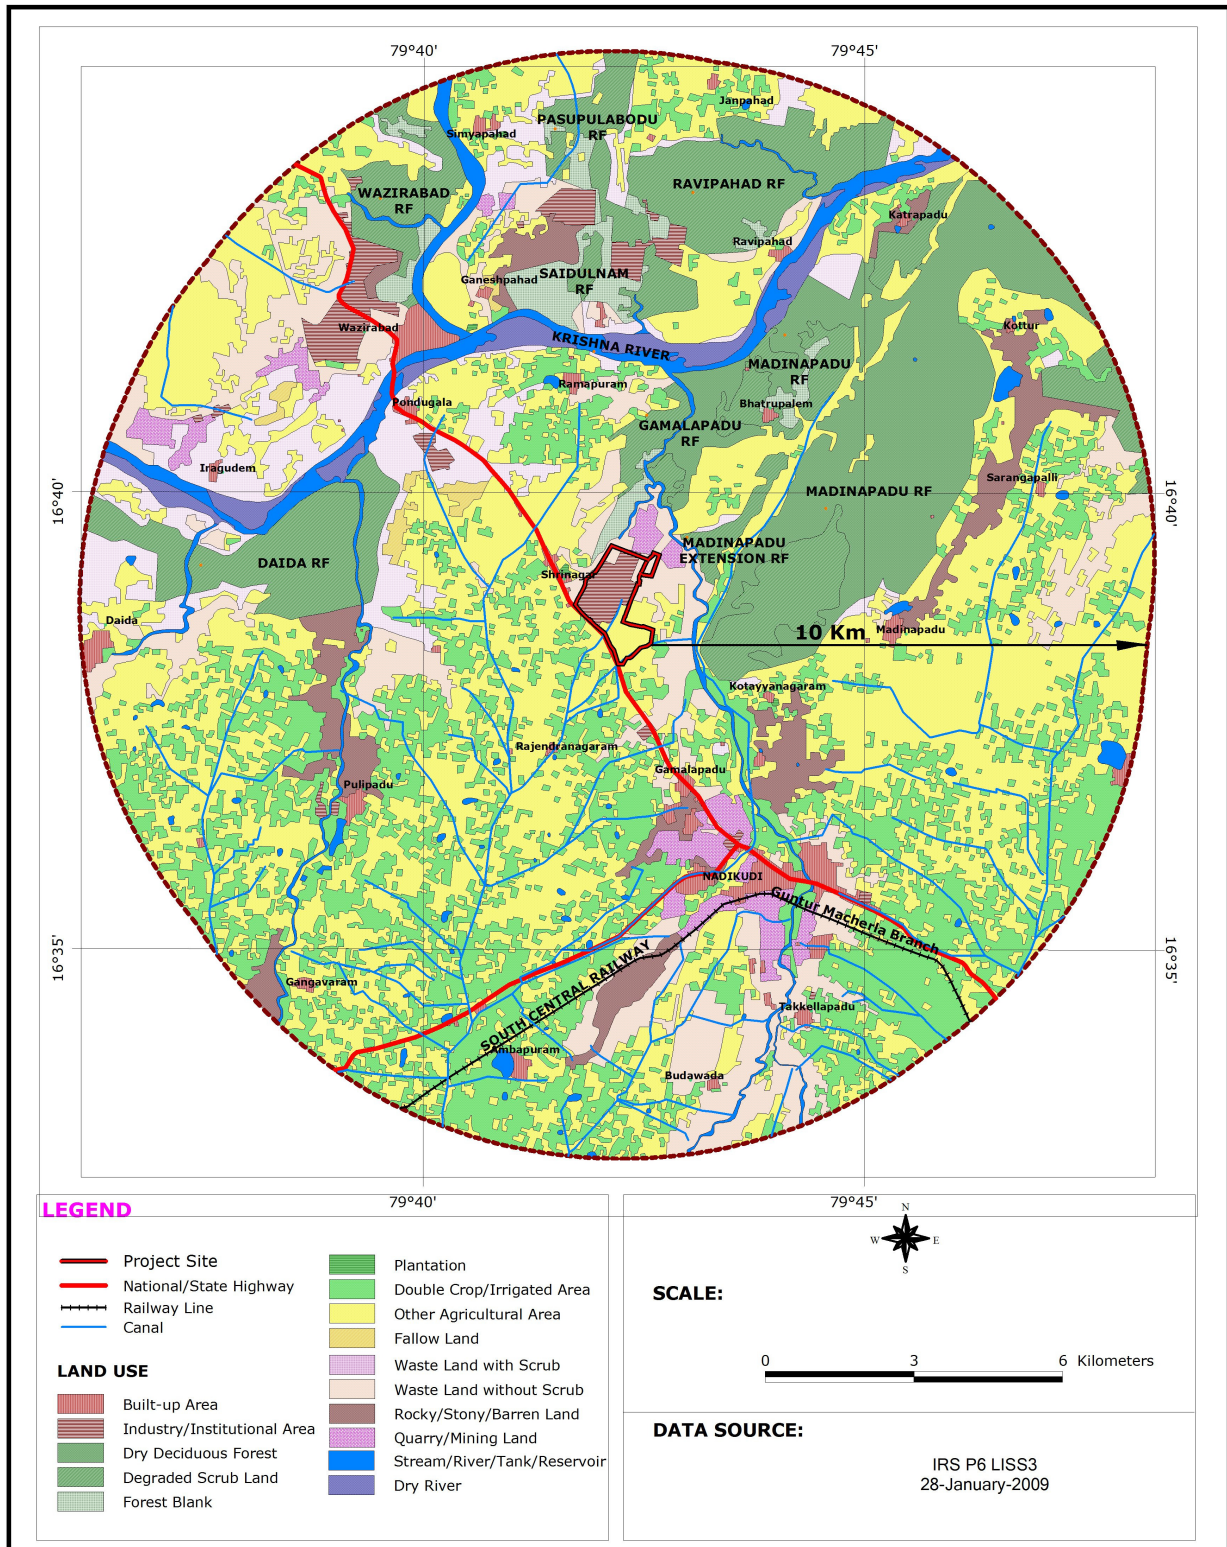 79°40'
79°45'
Janpahad
PASUPULABODU
RF
Simyapahad
RAVIPAHAD RF
WAZIRABAD
RF
Katrapadu
Ravipahad
SAIDULNAM
RF
Ganeshpahad
Wazirabad
Kottur
KRISHNA RIVER
MADINAPADU
RF
Ramapuram
Pondugala
Bhatrupalem
GAMALAPADU
RF
Iragudem
Sarangapalli
16°40'
16°40'
MADINAPADU RF
MADINAPADU
EXTENSION RF
DAIDA RF
Shrinagar
Daida
10 Km
Madinapadu
Kotayyanagaram
Rajendranagaram
Gamalapadu
Pulipadu
NADIKUDI
Guntur Macherla Branch
16°35'
16°35'
SOUTH CENTRAL RAILWAY
Gangavaram
Takkellapadu
Ambapuram
Budawada
79°40'
79°45'
LEGEND
Project Site
National/State Highway
Railway Line
Canal
LAND USE
Built-up Area
Industry/Institutional Area
Dry Deciduous Forest
Degraded Scrub Land
Forest Blank
Plantation
Double Crop/Irrigated Area
Other Agricultural Area
Fallow Land
Waste Land with Scrub
Waste Land without Scrub
Rocky/Stony/Barren Land
Quarry/Mining Land
Stream/River/Tank/Reservoir
Dry River
N
W E
S
SCALE:
0 3 6 Kilometers
DATA SOURCE:
IRS P6 LISS3
28-January-2009